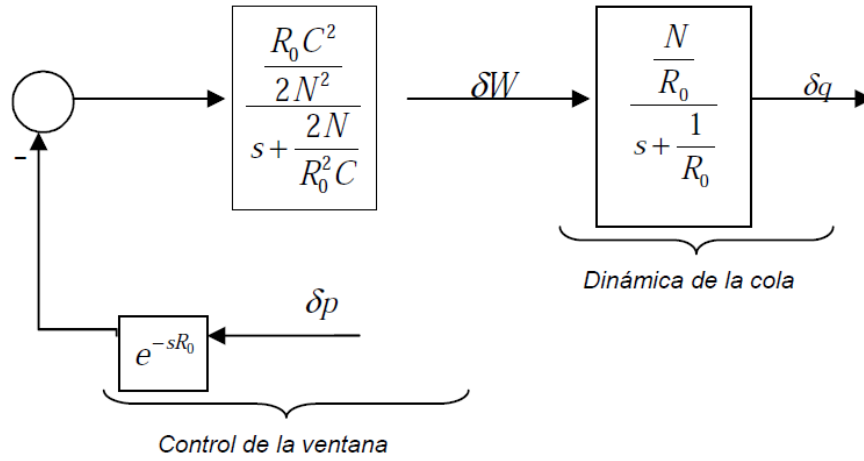 R₀C²
2N²
s + 2N
R₀²C
δW
N
R₀
s + 1
R₀
δq
-
Dinámica de la cola
δp
e^{-sR₀}
Control de la ventana